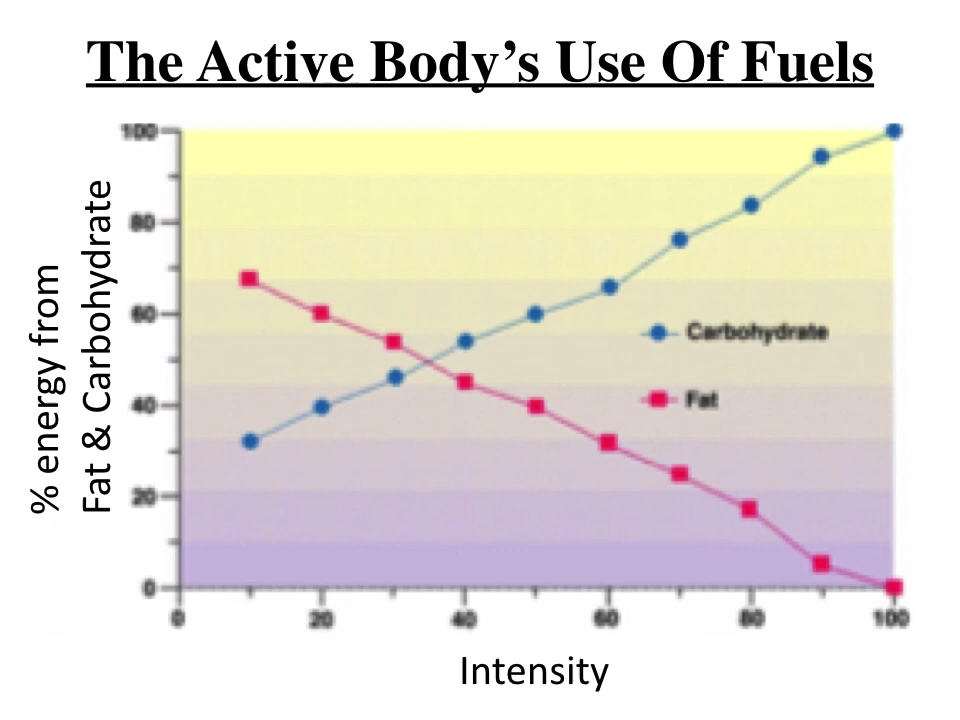 The Active Body's Use Of Fuels
% energy from
Fat & Carbohydrate
100
80
60
40
20
0
Carbohydrate
Fat
0 20 40 60 80 100
Intensity